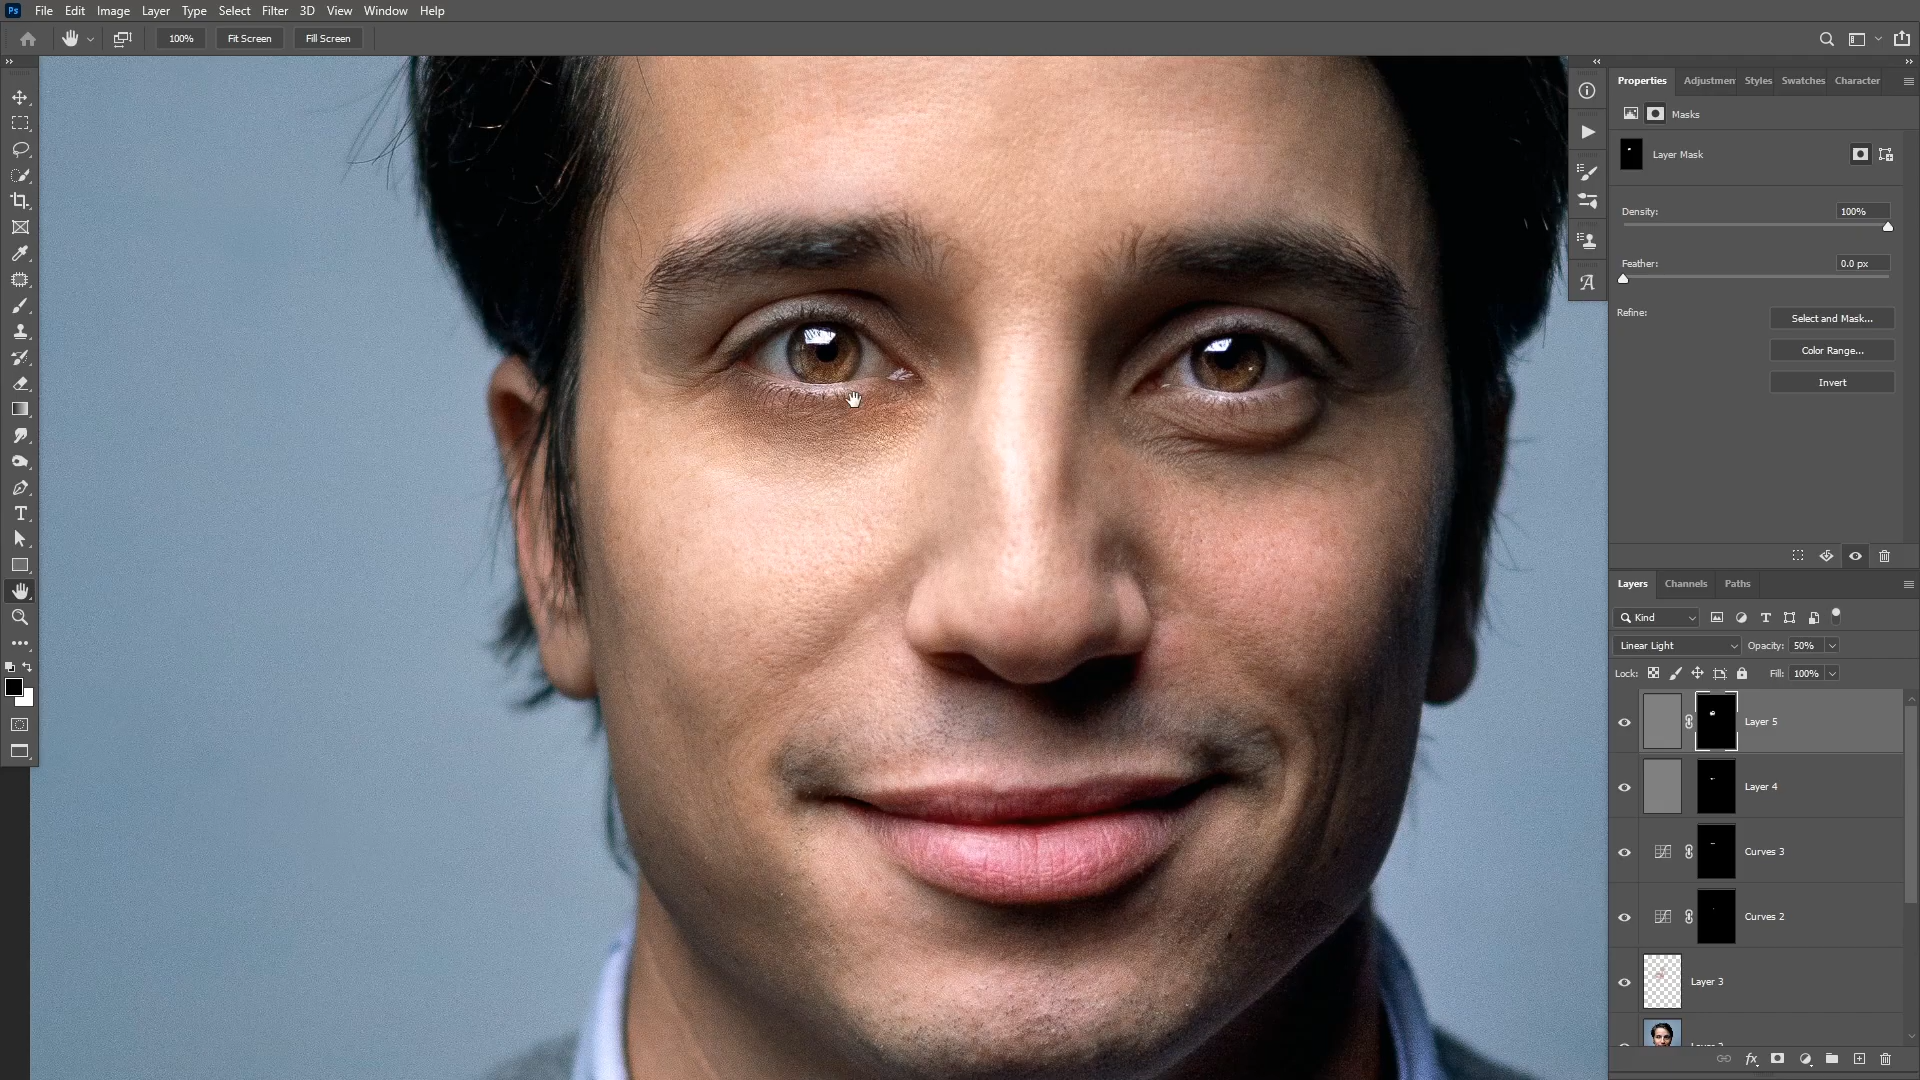 Ps File Edit Image Layer Type Select Filter 3D View Window Help
100% Fit Screen Fill Screen
Properties Adjustmen Styles Swatches Character
Masks
Layer Mask
Density: 100%
Feather: 0.0 px
Refine:
Select and Mask...
Color Range...
Invert
Layers Channels Paths
Kind
Linear Light Opacity: 50%
Lock: Fill: 100%
Layer 5
Layer 4
Curves 3
Curves 2
Layer 3
fx